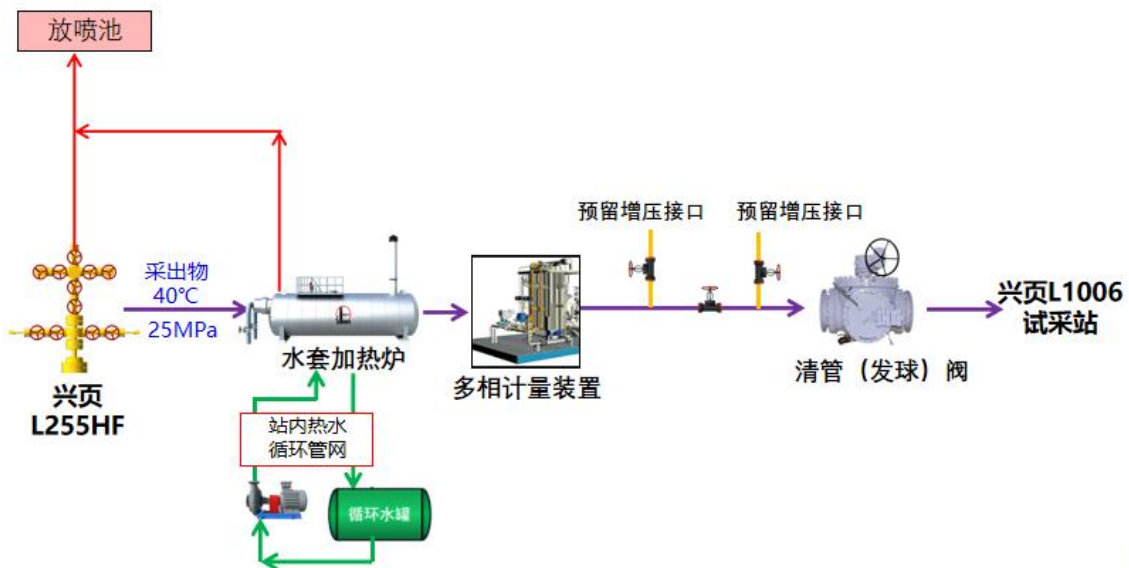 放喷池
预留增压接口
预留增压接口
采出物
40℃
25MPa
兴页L1006
试采站
水套加热炉
多相计量装置
清管（发球）阀
兴页
L255HF
站内热水
循环管网
循环水罐